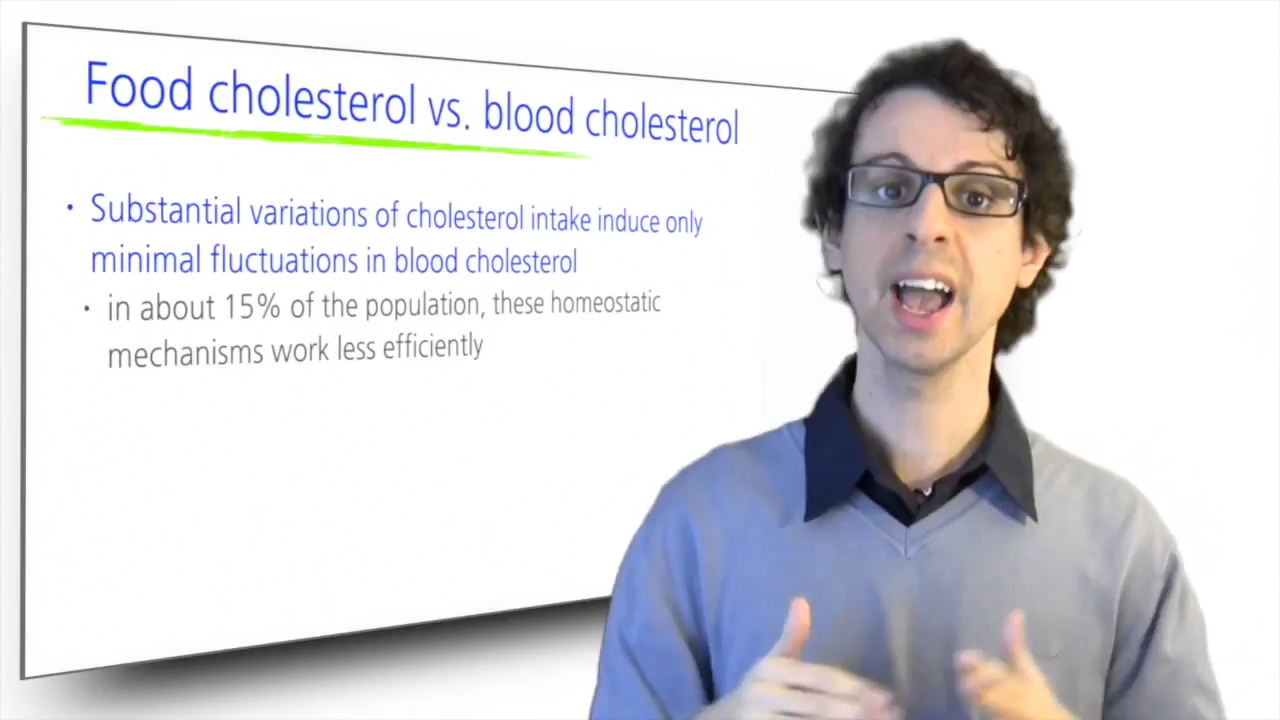 Food cholesterol vs. blood cholesterol
• Substantial variations of cholesterol intake induce only
minimal fluctuations in blood cholesterol
• in about 15% of the population, these homeostatic
mechanisms work less efficiently